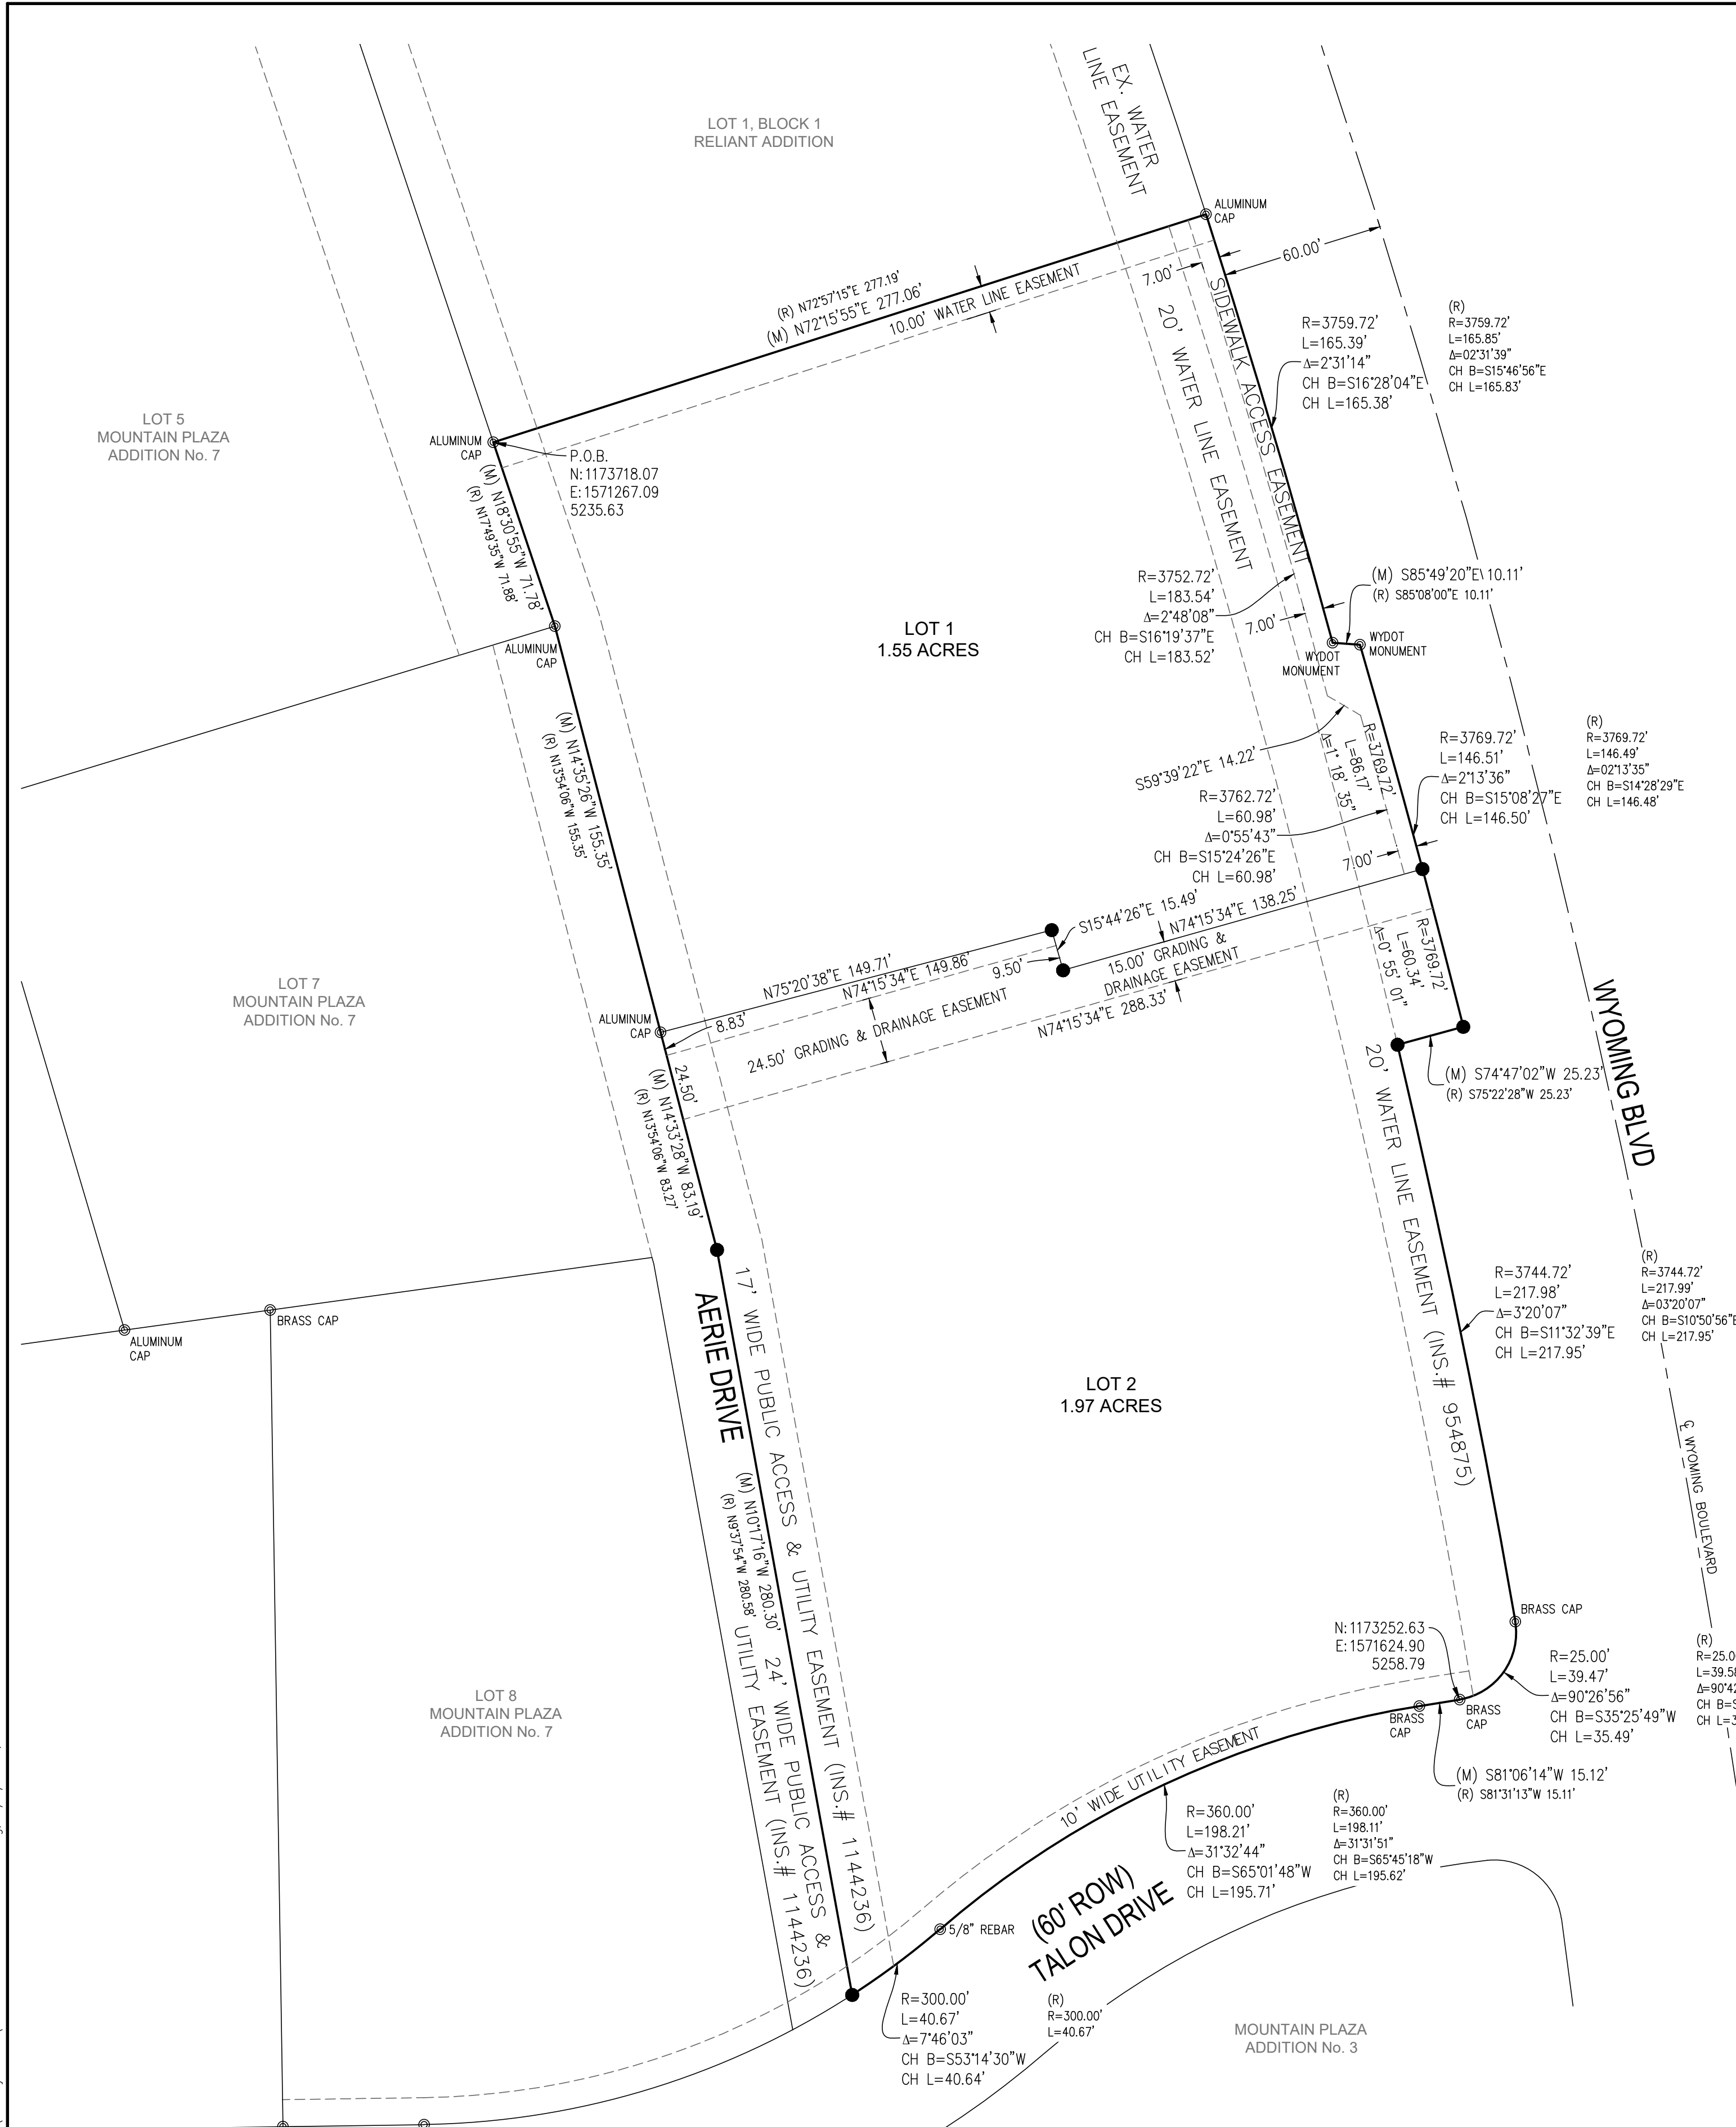 LOT 1, BLOCK 1
RELIANT ADDITION
EX. WATER
LINE EASEMENT
ALUMINUM
CAP
60.00'
7.00'
(R) N72°57'15"E 277.19'
(M) N72°15'55"E 277.06'
10.00' WATER LINE EASEMENT
SIDEWALK ACCESS EASEMENT
20' WATER LINE EASEMENT
R=3759.72'
L=165.39'
Δ=2°31'14"
CH B=S16°28'04"E
CH L=165.38'
(R)
R=3759.72'
L=165.85'
Δ=02°31'39"
CH B=S15°46'56"E
CH L=165.83'
LOT 5
MOUNTAIN PLAZA
ADDITION No. 7
ALUMINUM
CAP
P.O.B.
N:1173718.07
E:1571267.09
5235.63
(M) N18°30'55"W 71.78'
(R) N17°49'35"W 71.88'
ALUMINUM
CAP
LOT 1
1.55 ACRES
R=3752.72'
L=183.54'
Δ=2°48'08"
CH B=S16°19'37"E
CH L=183.52'
7.00'
(M) S85°49'20"E 10.11'
(R) S85°08'00"E 10.11'
WYDOT
MONUMENT
WYDOT
MONUMENT
(M) N14°35'26"W 155.35'
(R) N13°54'06"W 155.35'
S59°39'22"E 14.22'
R=3769.72'
L=86.17'
Δ=1° 18' 35"
R=3769.72'
L=146.51'
Δ=2°13'36"
CH B=S15°08'27"E
CH L=146.50'
(R)
R=3769.72'
L=146.49'
Δ=02°13'35"
CH B=S14°28'29"E
CH L=146.48'
R=3762.72'
L=60.98'
Δ=0°55'43"
CH B=S15°24'26"E
CH L=60.98'
7.00'
S15°44'26"E 15.49'
N74°15'34"E 138.25'
15.00' GRADING &
DRAINAGE EASEMENT
9.50'
N75°20'38"E 149.71'
N74°15'34"E 149.86'
24.50' GRADING & DRAINAGE EASEMENT
N74°15'34"E 288.33'
R=3769.72'
L=60.34'
Δ=0° 55' 01"
LOT 7
MOUNTAIN PLAZA
ADDITION No. 7
ALUMINUM
CAP
8.83'
24.50'
(M) N14°33'28"W 83.19'
(R) N13°54'06"W 83.27'
(M) S74°47'02"W 25.23'
(R) S75°22'28"W 25.23'
WYOMING BLVD
20' WATER LINE EASEMENT (INS.# 954875)
BRASS CAP
ALUMINUM
CAP
AERIE DRIVE
17' WIDE PUBLIC ACCESS & UTILITY EASEMENT (INS.# 1144236)
(M) N10°17'16"W 280.30'
(R) N9°37'54"W 280.58'
24' WIDE PUBLIC ACCESS &
UTILITY EASEMENT (INS.# 1144236)
LOT 2
1.97 ACRES
R=3744.72'
L=217.98'
Δ=3°20'07"
CH B=S11°32'39"E
CH L=217.95'
(R)
R=3744.72'
L=217.99'
Δ=03°20'07"
CH B=S10°50'56"E
CH L=217.95'
℄ WYOMING BOULEVARD
BRASS CAP
N:1173252.63
E:1571624.90
5258.79
R=25.00'
L=39.47'
Δ=90°26'56"
CH B=S35°25'49"W
CH L=35.49'
(R)
R=25.0
L=39.58
Δ=90°42
CH B=S
CH L=3
BRASS
CAP
BRASS
CAP
(M) S81°06'14"W 15.12'
(R) S81°31'13"W 15.11'
LOT 8
MOUNTAIN PLAZA
ADDITION No. 7
10' WIDE UTILITY EASEMENT
R=360.00'
L=198.21'
Δ=31°32'44"
CH B=S65°01'48"W
CH L=195.71'
(R)
R=360.00'
L=198.11'
Δ=31°31'51"
CH B=S65°45'18"W
CH L=195.62'
5/8" REBAR
(60' ROW)
TALON DRIVE
R=300.00'
L=40.67'
Δ=7°46'03"
CH B=S53°14'30"W
CH L=40.64'
(R)
R=300.00'
L=40.67'
MOUNTAIN PLAZA
ADDITION No. 3